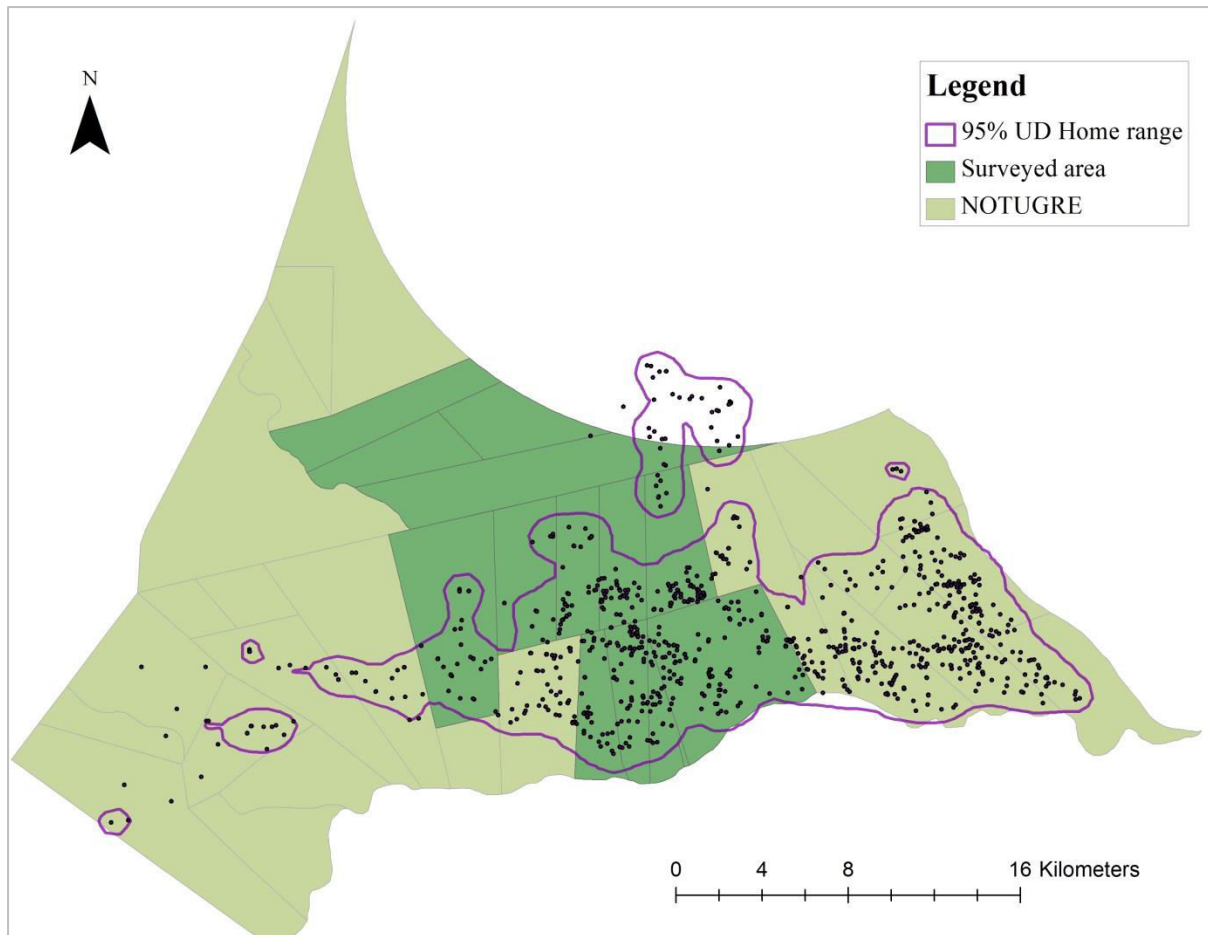 N
Legend
95% UD Home range
Surveyed area
NOTUGRE
0 4 8 16 Kilometers